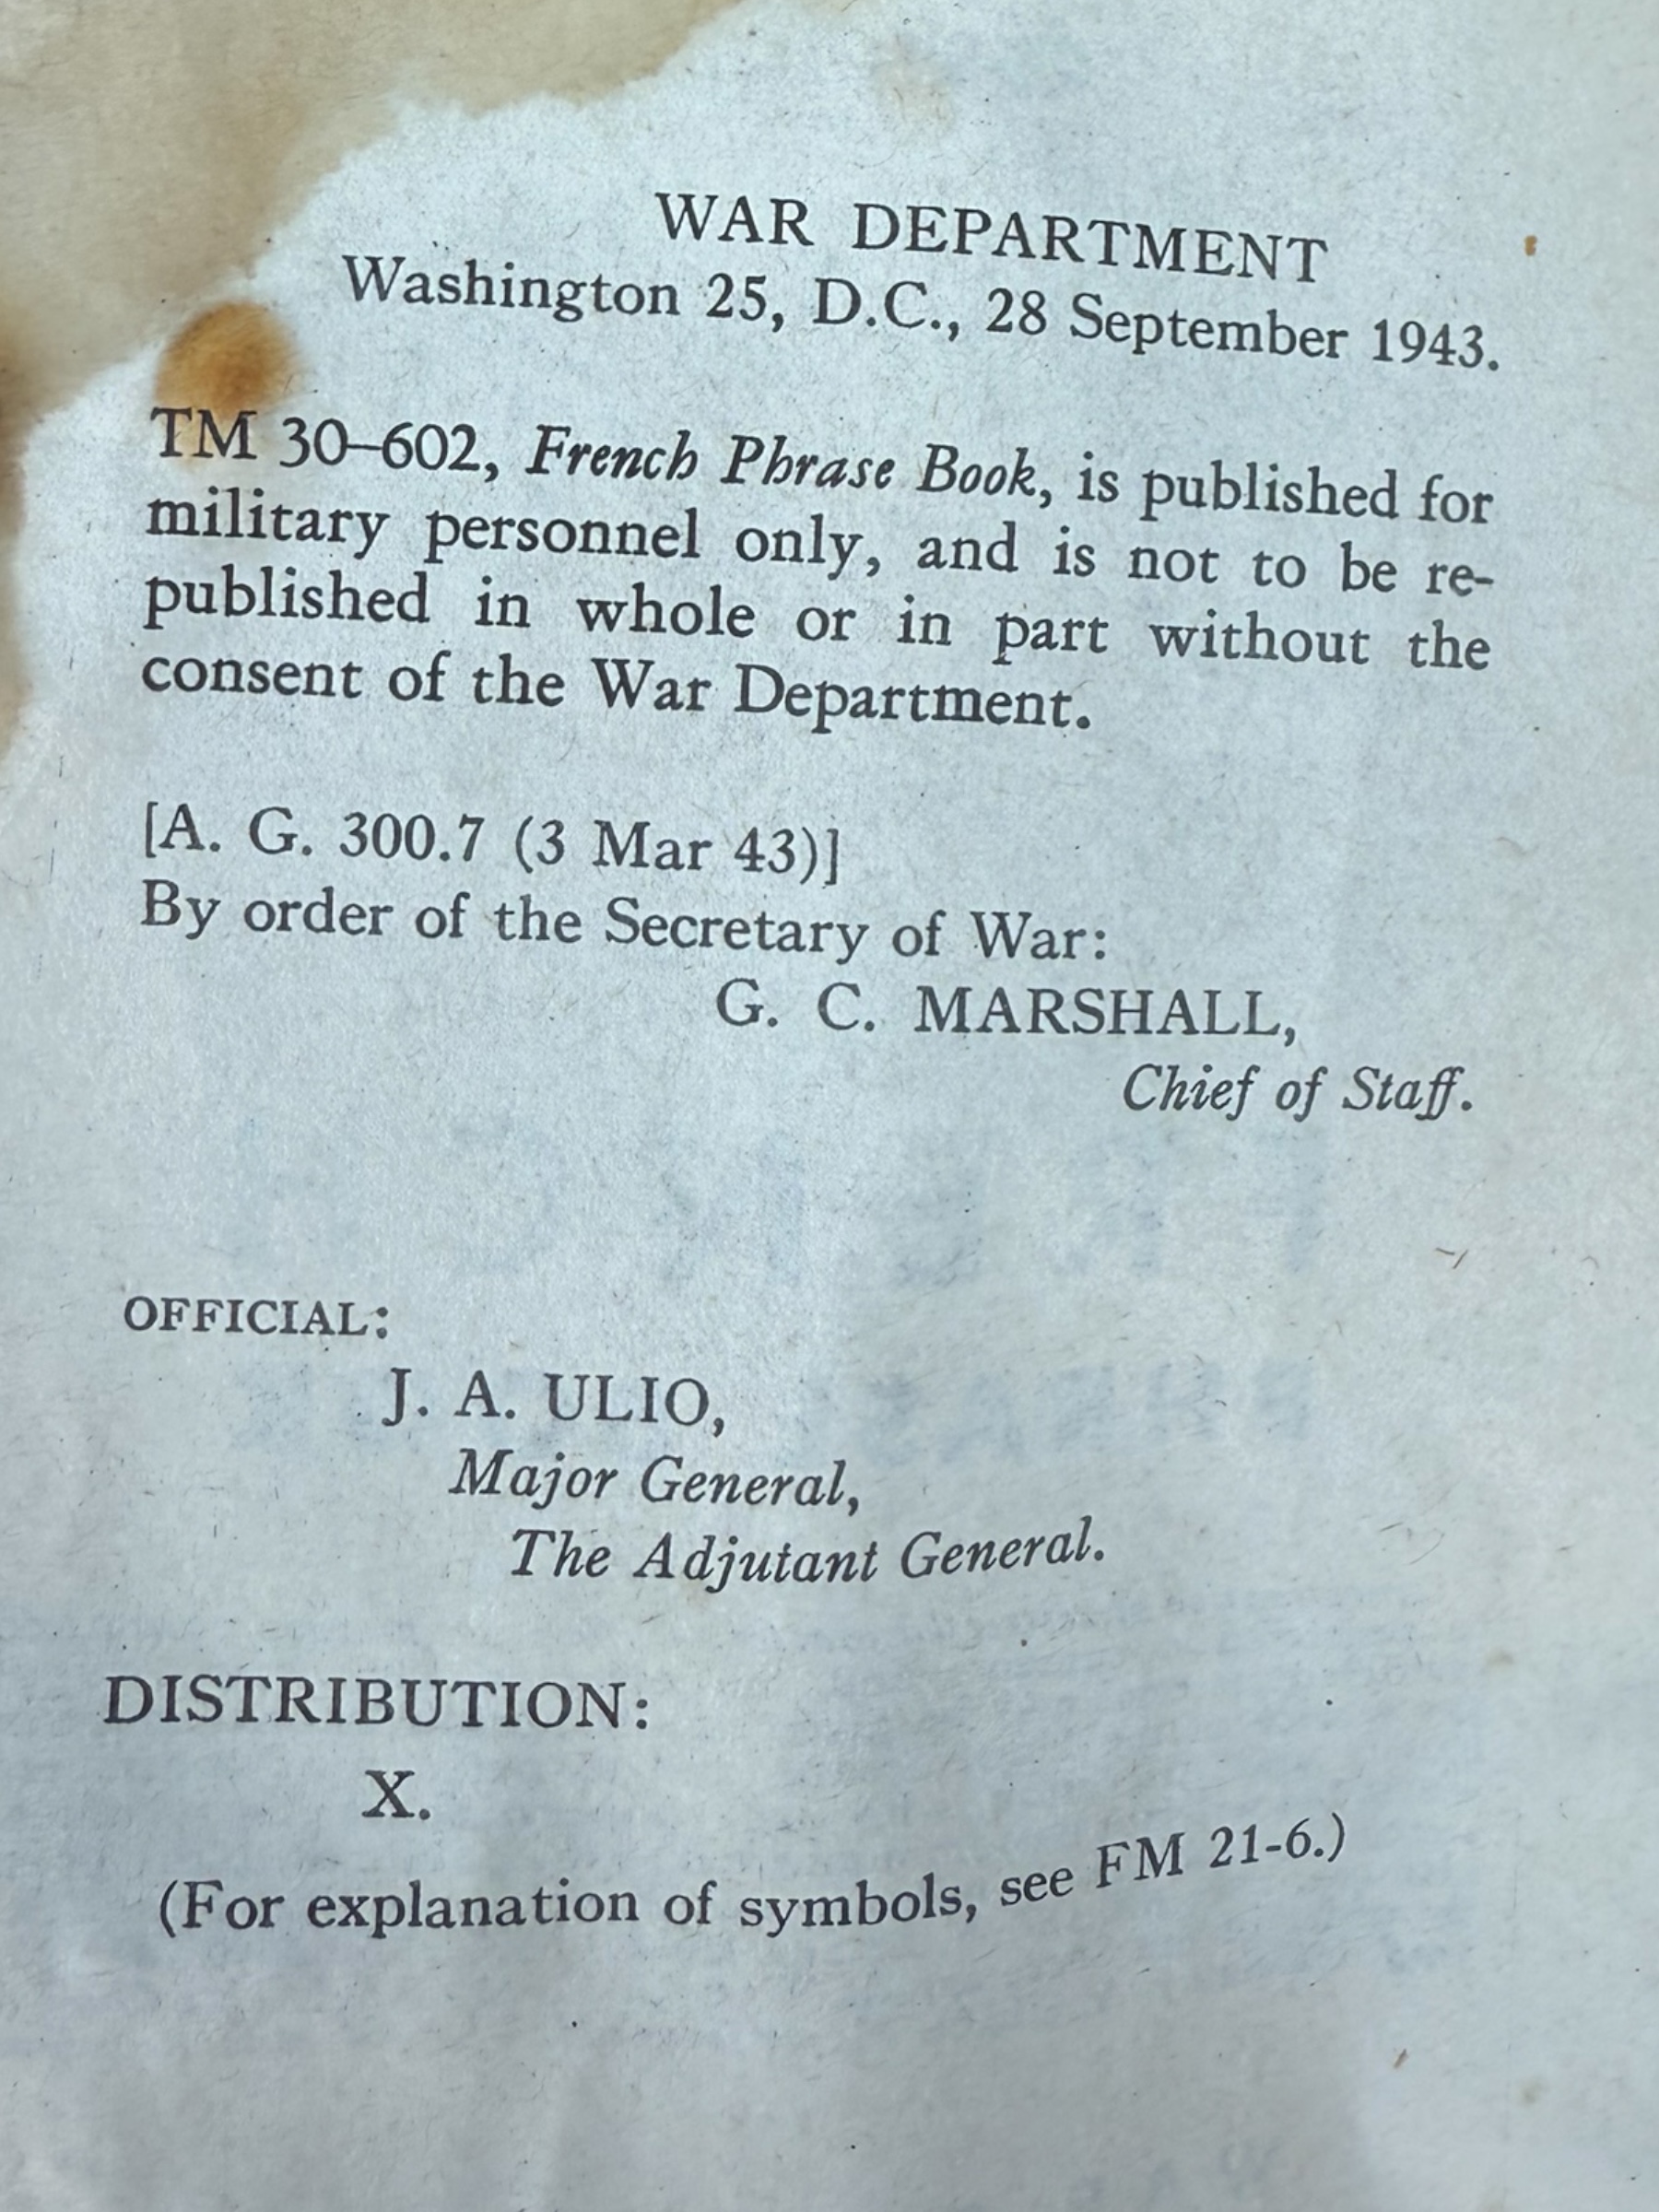 WAR DEPARTMENT
Washington 25, D.C., 28 September 1943.
TM 30–602, French Phrase Book, is published for
military personnel only, and is not to be re-
published in whole or in part without the
consent of the War Department.
[A. G. 300.7 (3 Mar 43)]
By order of the Secretary of War:
G. C. MARSHALL,
Chief of Staff.
OFFICIAL:
J. A. ULIO,
Major General,
The Adjutant General.
DISTRIBUTION:
X.
(For explanation of symbols, see FM 21-6.)